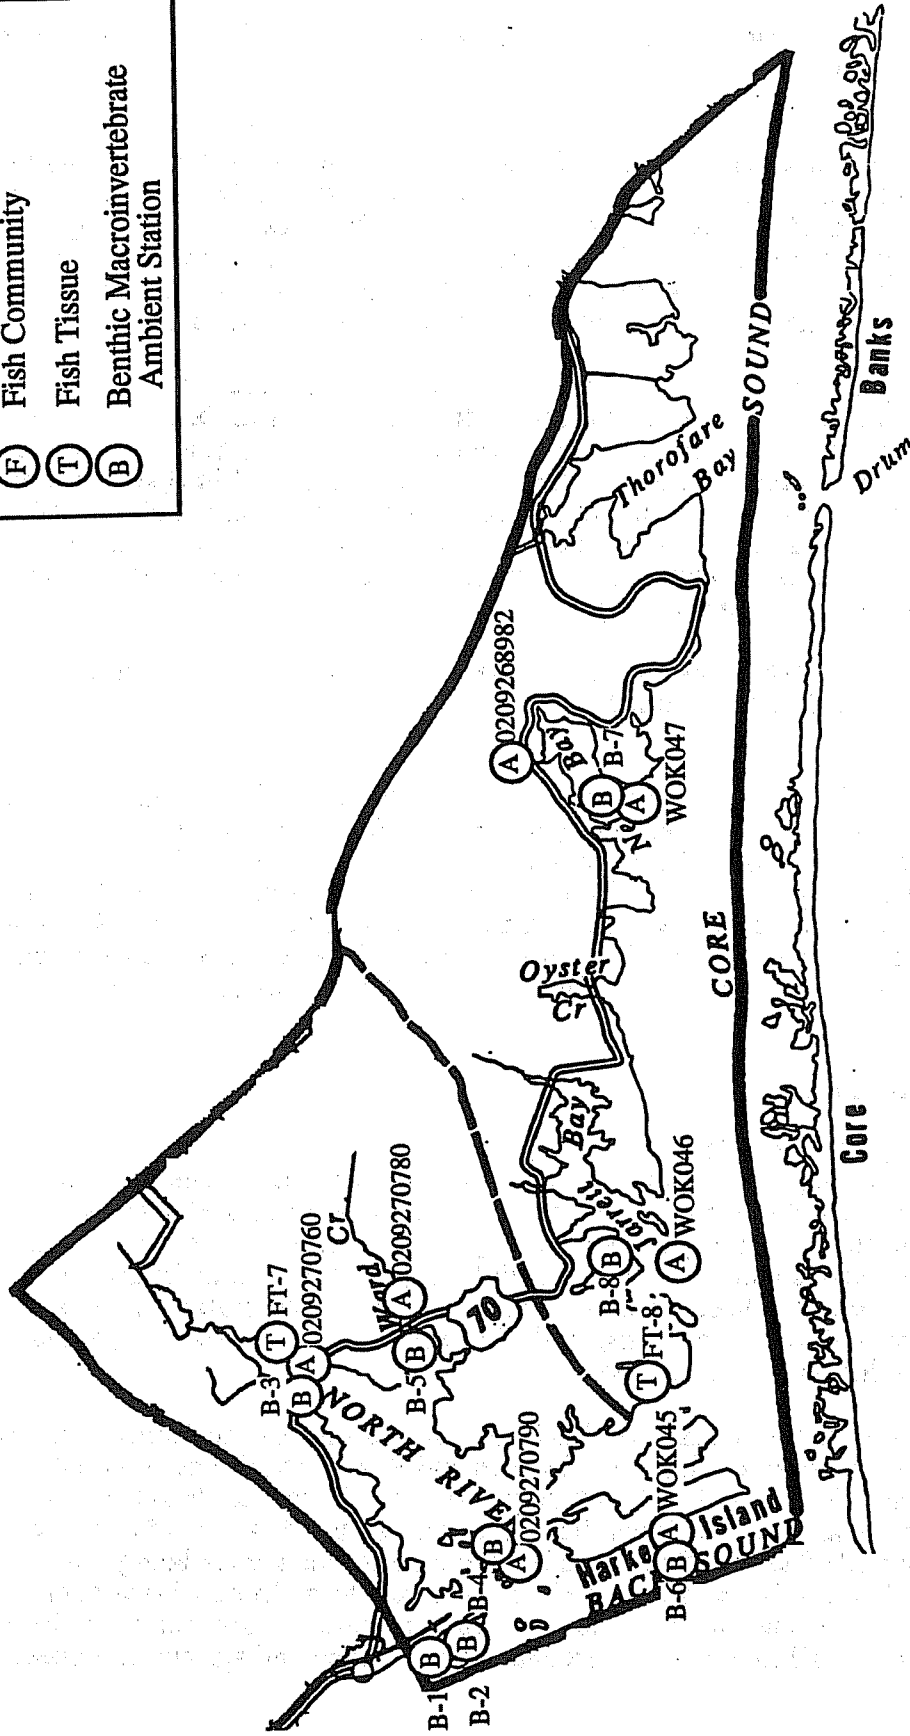 F Fish Community
T Fish Tissue
B Benthic Macroinvertebrate
Ambient Station
Thorofare
Bay
SOUND
Banks
Drum
A 0209268982
Bay
B B-7
A
WOK047
Oyster
Cr
CORE
Core
Jarrett
Bay
B-8 B
A WOK046
Ward
Cr
A 0209270780
B-5 B
70
T FT-7
A 0209270760
B-3 B
NORTH RIVER
T FT-8
B-4 B
A 0209270790
A WOK045
B-6 B
Island
SOUND
B-1 B
B-2 B